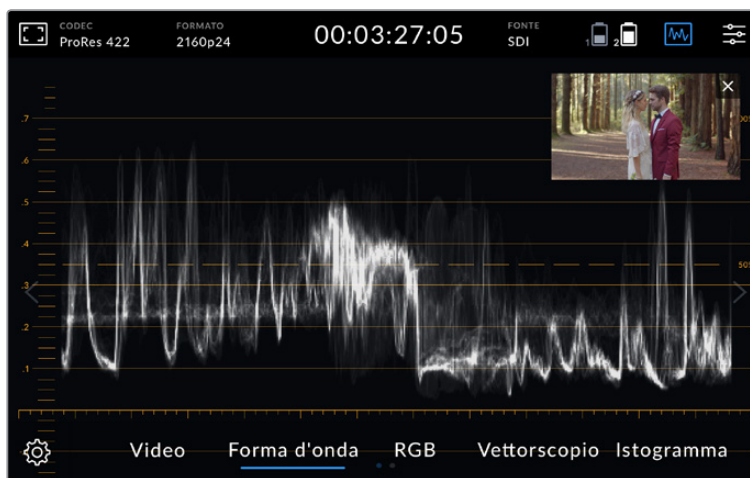 CODEC
ProRes 422
FORMATO
2160p24
00:03:27:05
FONTE
SDI
1
2
.7
.6
.5
.4
.3
.2
.1
50%
Video
Forma d'onda
RGB
Vettorscopio
Istogramma